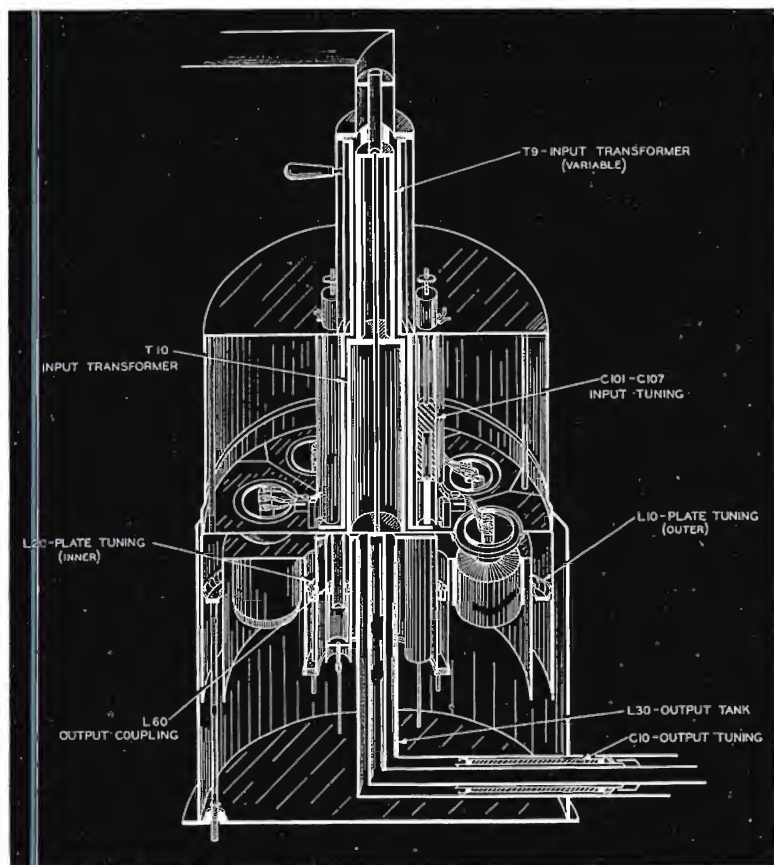 T9-INPUT TRANSFORMER
(VARIABLE)
T10
INPUT TRANSFORMER
C101-C107
INPUT TUNING
L20-PLATE TUNING
(INNER)
L10-PLATE TUNING
(OUTER)
L60
OUTPUT COUPLING
L30-OUTPUT TANK
C10-OUTPUT TUNING